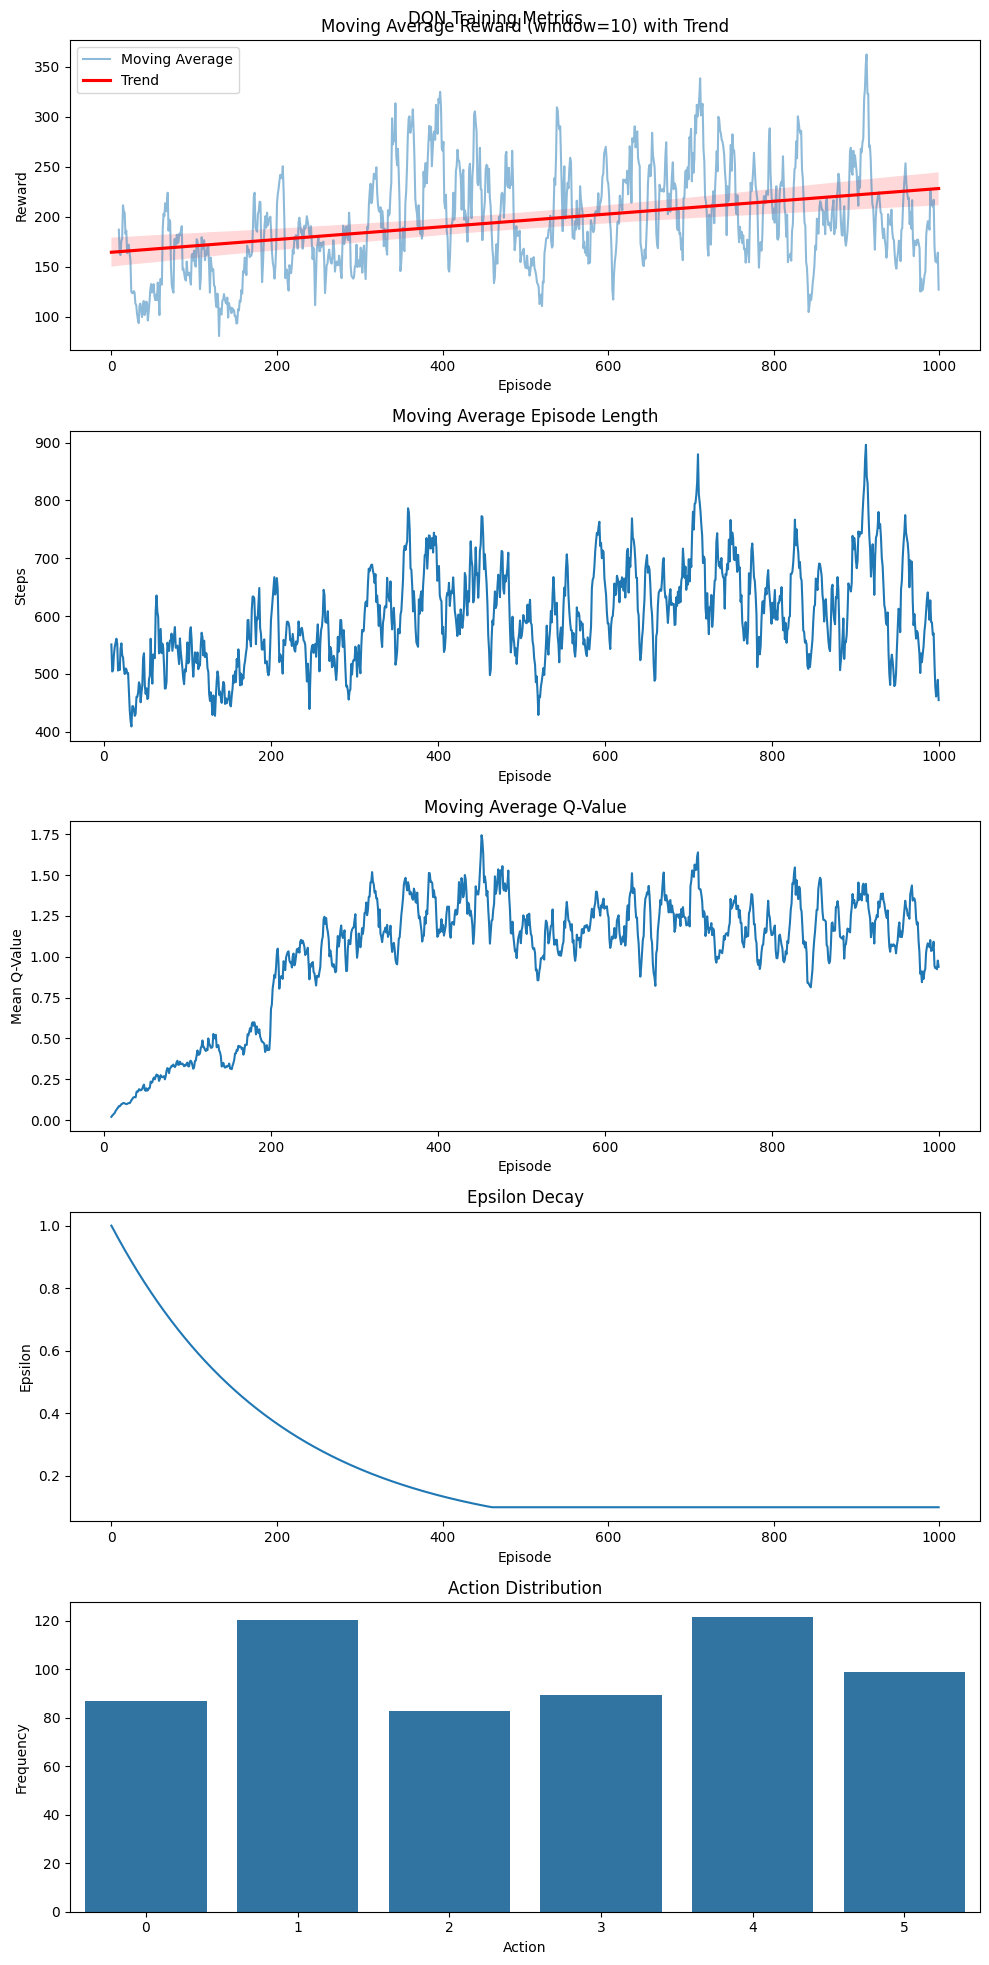 DQN Training Metrics
Moving Average Reward (window=10) with Trend
Moving Average
Trend
Reward
350
300
250
200
150
100
0 200 400 600 800 1000
Episode
Moving Average Episode Length
Steps
900
800
700
600
500
400
0 200 400 600 800 1000
Episode
Moving Average Q-Value
Mean Q-Value
1.75
1.50
1.25
1.00
0.75
0.50
0.25
0.00
0 200 400 600 800 1000
Episode
Epsilon Decay
Epsilon
1.0
0.8
0.6
0.4
0.2
0 200 400 600 800 1000
Episode
Action Distribution
Frequency
120
100
80
60
40
20
0
0 1 2 3 4 5
Action